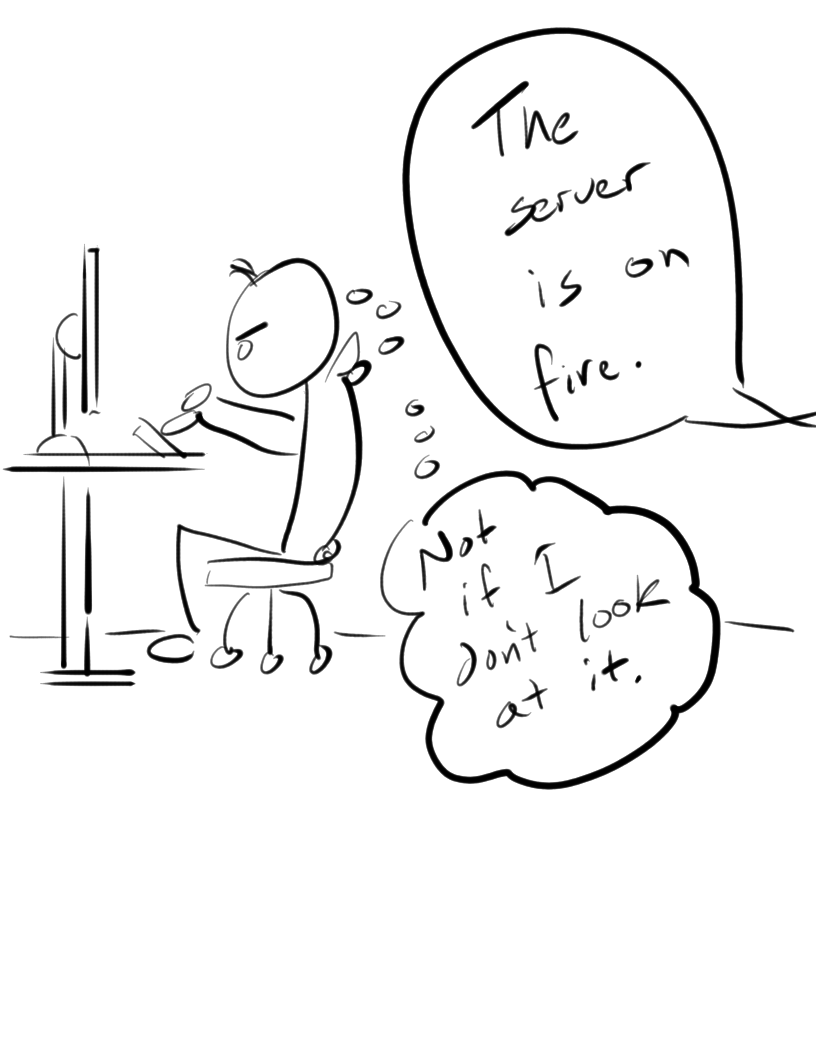 The
server
is on
fire.
Not
if I
don't look
at it.